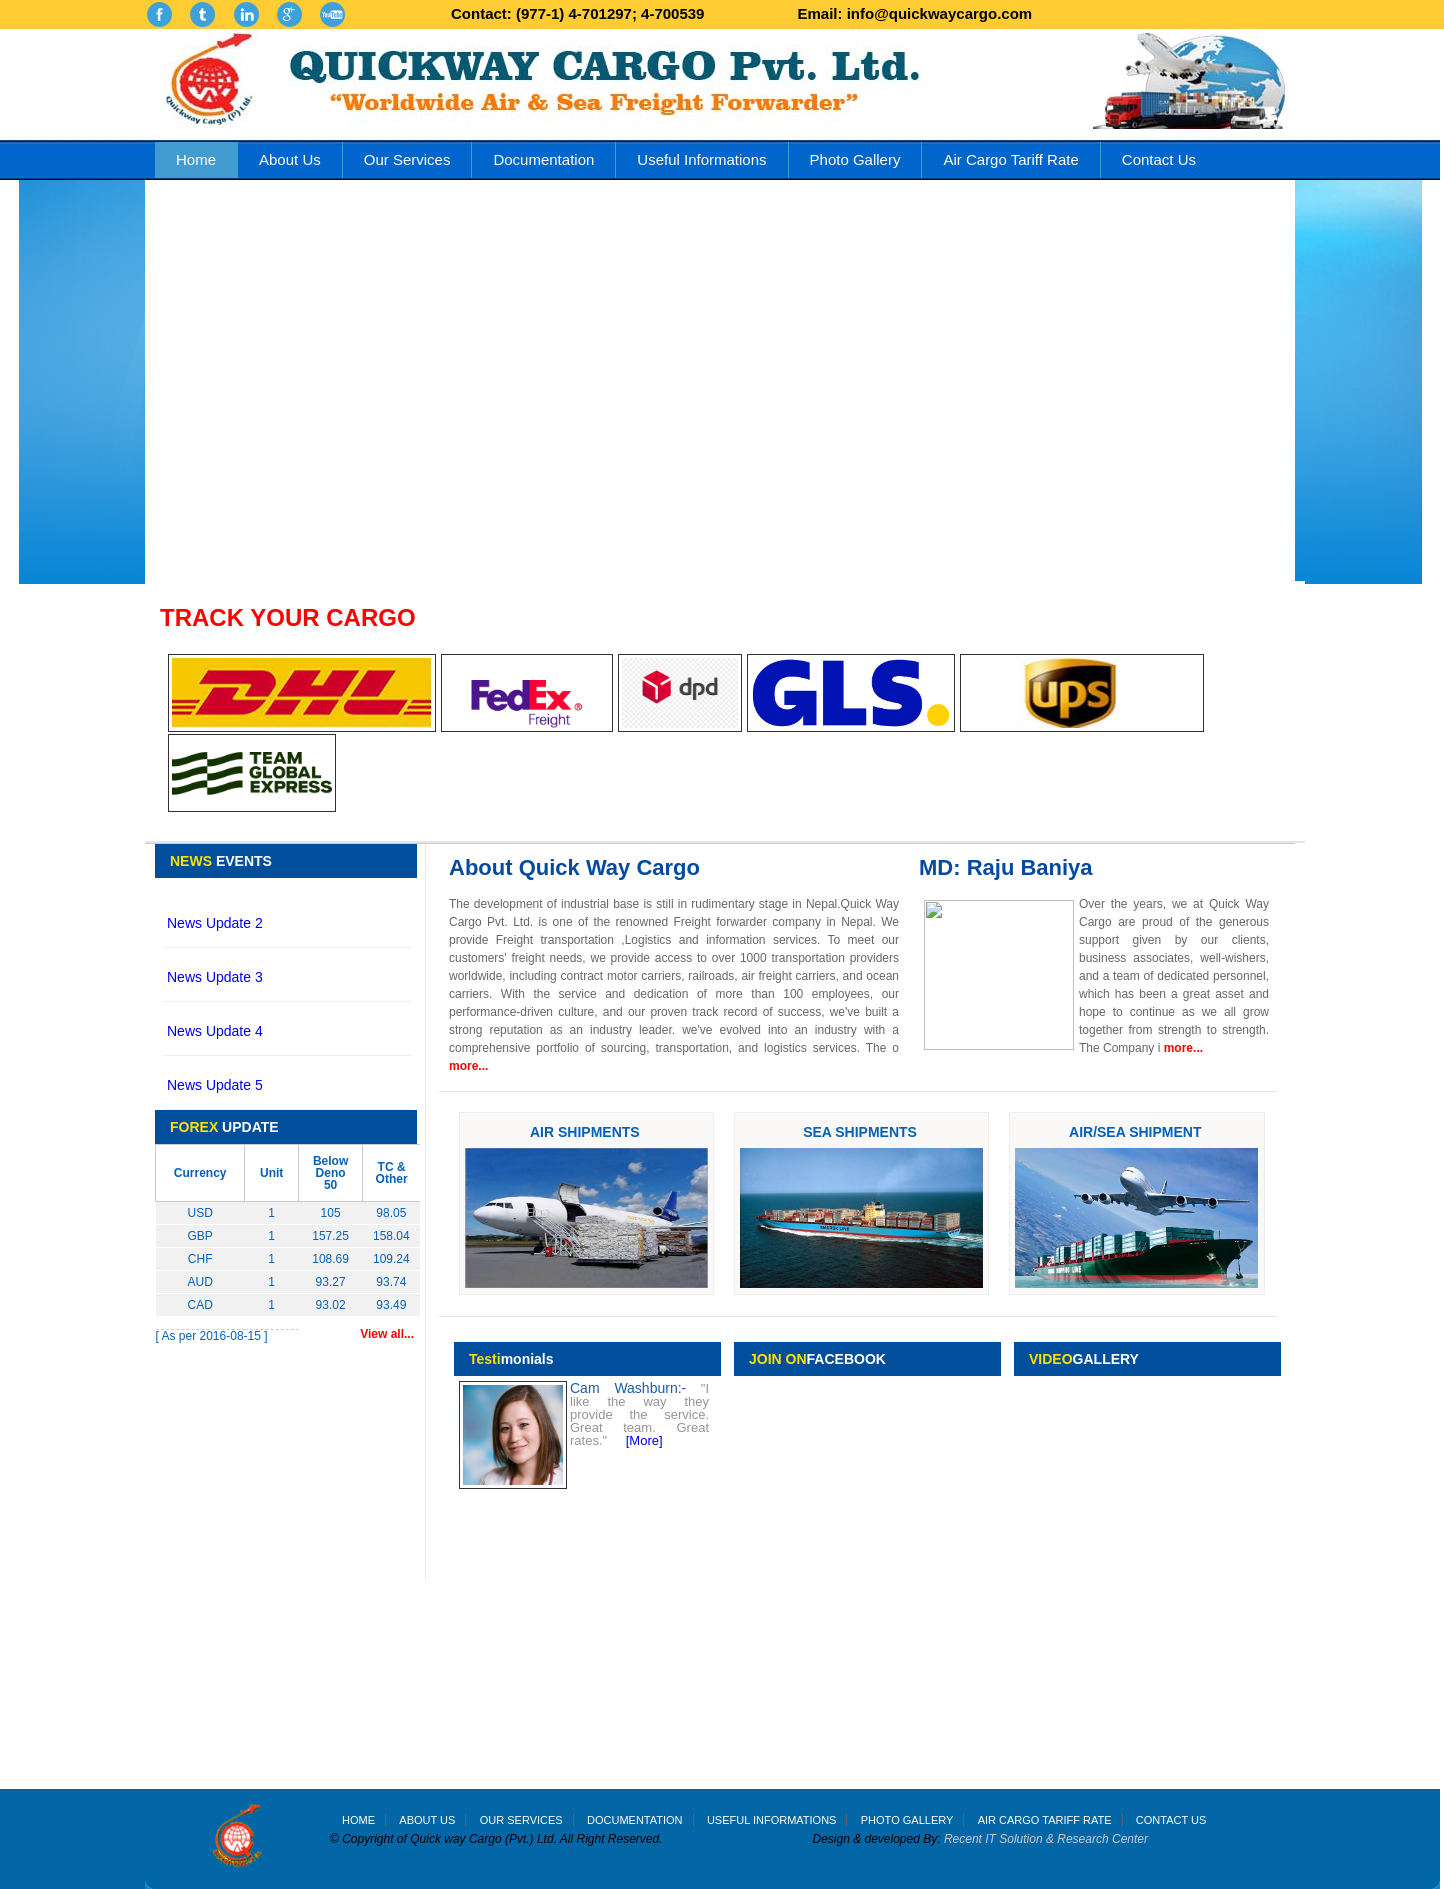 Contact: (977-1) 4-701297; 4-700539
Email: info@quickwaycargo.com
QW
Quickway Cargo (P) Ltd.
QUICKWAY CARGO Pvt. Ltd.
“Worldwide Air & Sea Freight Forwarder”
Home
About Us
Our Services
Documentation
Useful Informations
Photo Gallery
Air Cargo Tariff Rate
Contact Us
TRACK YOUR CARGO
DHL
FedEx®
Freight
dpd
GLS.
ups
TEAM
GLOBAL
EXPRESS
NEWS EVENTS
News Update 2
News Update 3
News Update 4
News Update 5
FOREX UPDATE
Currency Unit Below Deno 50 TC & Other
USD 1 105 98.05
GBP 1 157.25 158.04
CHF 1 108.69 109.24
AUD 1 93.27 93.74
CAD 1 93.02 93.49
[ As per 2016-08-15 ]
View all...
About Quick Way Cargo
The development of industrial base is still in rudimentary stage in Nepal.Quick Way
Cargo Pvt. Ltd. is one of the renowned Freight forwarder company in Nepal. We
provide Freight transportation ,Logistics and information services. To meet our
customers' freight needs, we provide access to over 1000 transportation providers
worldwide, including contract motor carriers, railroads, air freight carriers, and ocean
carriers. With the service and dedication of more than 100 employees, our
performance-driven culture, and our proven track record of success, we've built a
strong reputation as an industry leader. we've evolved into an industry with a
comprehensive portfolio of sourcing, transportation, and logistics services. The o
more...
MD: Raju Baniya
Over the years, we at Quick Way
Cargo are proud of the generous
support given by our clients,
business associates, well-wishers,
and a team of dedicated personnel,
which has been a great asset and
hope to continue as we all grow
together from strength to strength.
The Company i more...
AIR SHIPMENTS
SEA SHIPMENTS
MAERSK LINE
AIR/SEA SHIPMENT
Testimonials
Cam Washburn:- "I
like the way they
provide the service.
Great team. Great
rates." [More]
JOIN ONFACEBOOK
VIDEOGALLERY
HOME
ABOUT US
OUR SERVICES
DOCUMENTATION
USEFUL INFORMATIONS
PHOTO GALLERY
AIR CARGO TARIFF RATE
CONTACT US
© Copyright of Quick way Cargo (Pvt.) Ltd. All Right Reserved.
Design & developed By: Recent IT Solution & Research Center